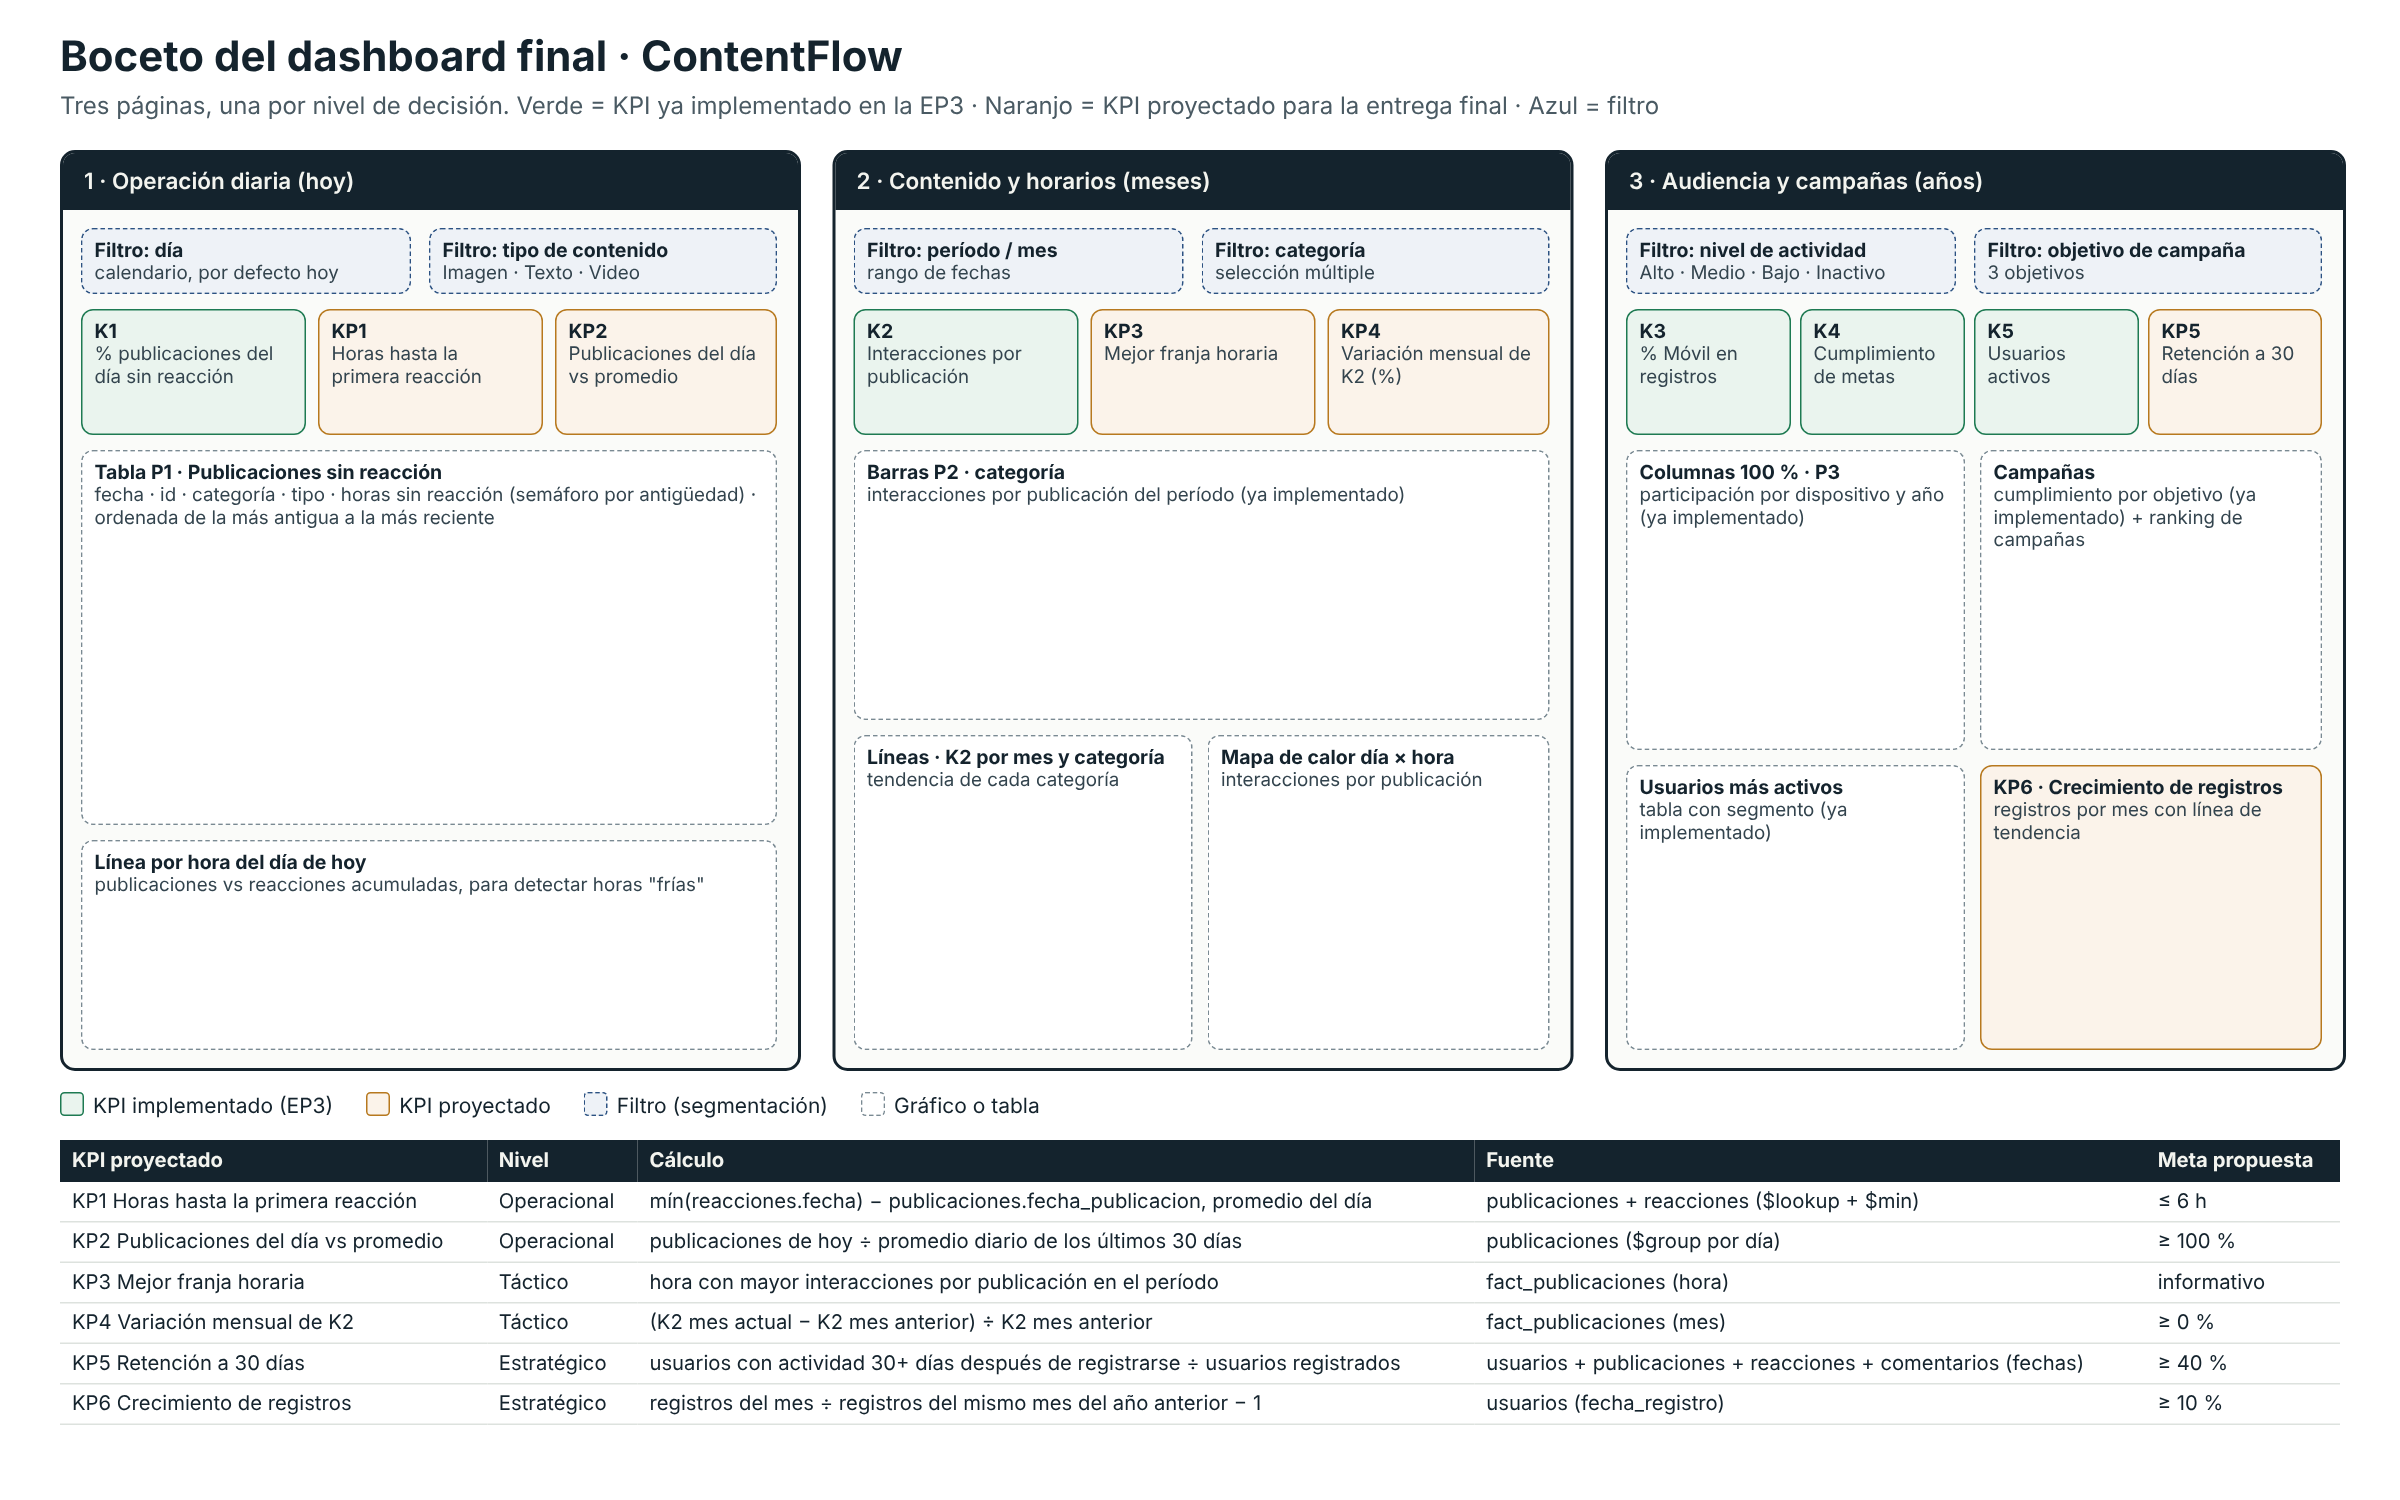 Boceto del dashboard final · ContentFlow
Tres páginas, una por nivel de decisión. Verde = KPI ya implementado en la EP3 · Naranjo = KPI proyectado para la entrega final · Azul = filtro
1 · Operación diaria (hoy)
Filtro: día
calendario, por defecto hoy
Filtro: tipo de contenido
Imagen · Texto · Video
K1
% publicaciones del
día sin reacción
KP1
Horas hasta la
primera reacción
KP2
Publicaciones del día
vs promedio
Tabla P1 · Publicaciones sin reacción
fecha · id · categoría · tipo · horas sin reacción (semáforo por antigüedad) ·
ordenada de la más antigua a la más reciente
Línea por hora del día de hoy
publicaciones vs reacciones acumuladas, para detectar horas "frías"
2 · Contenido y horarios (meses)
Filtro: período / mes
rango de fechas
Filtro: categoría
selección múltiple
K2
Interacciones por
publicación
KP3
Mejor franja horaria
KP4
Variación mensual de
K2 (%)
Barras P2 · categoría
interacciones por publicación del período (ya implementado)
Líneas · K2 por mes y categoría
tendencia de cada categoría
Mapa de calor día × hora
interacciones por publicación
3 · Audiencia y campañas (años)
Filtro: nivel de actividad
Alto · Medio · Bajo · Inactivo
Filtro: objetivo de campaña
3 objetivos
K3
% Móvil en
registros
K4
Cumplimiento
de metas
K5
Usuarios
activos
KP5
Retención a 30
días
Columnas 100 % · P3
participación por dispositivo y año
(ya implementado)
Campañas
cumplimiento por objetivo (ya
implementado) + ranking de
campañas
Usuarios más activos
tabla con segmento (ya
implementado)
KP6 · Crecimiento de registros
registros por mes con línea de
tendencia
KPI implementado (EP3)
KPI proyectado
Filtro (segmentación)
Gráfico o tabla
KPI proyectado Nivel Cálculo Fuente Meta propuesta
KP1 Horas hasta la primera reacción Operacional mín(reacciones.fecha) − publicaciones.fecha_publicacion, promedio del día publicaciones + reacciones ($lookup + $min) ≤ 6 h
KP2 Publicaciones del día vs promedio Operacional publicaciones de hoy ÷ promedio diario de los últimos 30 días publicaciones ($group por día) ≥ 100 %
KP3 Mejor franja horaria Táctico hora con mayor interacciones por publicación en el período fact_publicaciones (hora) informativo
KP4 Variación mensual de K2 Táctico (K2 mes actual − K2 mes anterior) ÷ K2 mes anterior fact_publicaciones (mes) ≥ 0 %
KP5 Retención a 30 días Estratégico usuarios con actividad 30+ días después de registrarse ÷ usuarios registrados usuarios + publicaciones + reacciones + comentarios (fechas) ≥ 40 %
KP6 Crecimiento de registros Estratégico registros del mes ÷ registros del mismo mes del año anterior − 1 usuarios (fecha_registro) ≥ 10 %